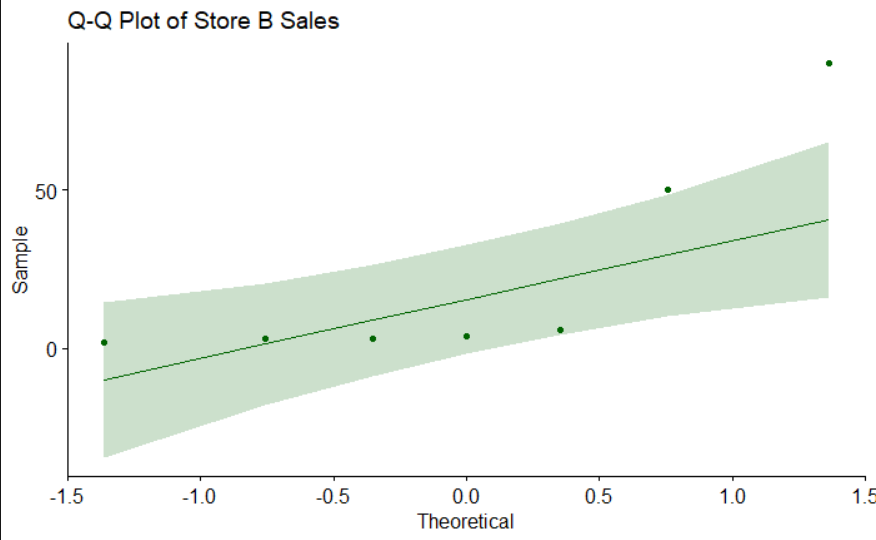 Q-Q Plot of Store B Sales
50
0
Sample
-1.5 -1.0 -0.5 0.0 0.5 1.0 1.5
Theoretical